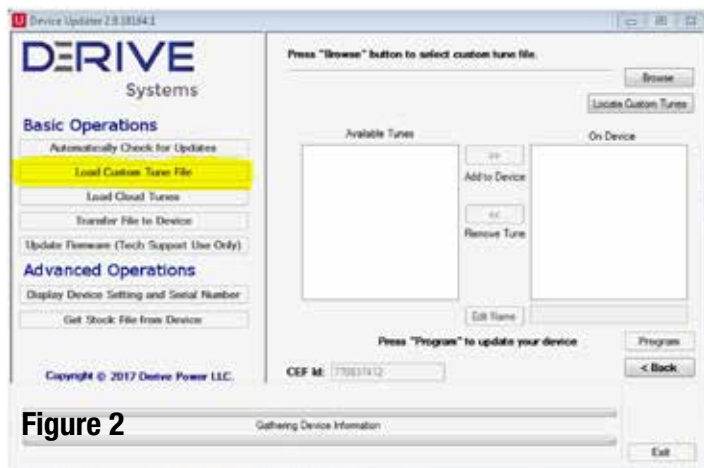 Device Updater 2.8.18164.1
DERIVE
Systems
Basic Operations
Automatically Check for Updates
Load Custom Tune File
Load Cloud Tunes
Transfer File to Device
Update Firmware (Tech Support Use Only)
Advanced Operations
Display Device Setting and Serial Number
Get Stock File from Device
Copyright © 2017 Derive Power LLC.
Press "Browse" button to select custom tune file.
Browse
Locate Custom Tunes
Available Tunes
On Device
>>
Add to Device
<<
Remove Tune
Edit Name
Press "Program" to update your device
Program
CEF Id:
< Back
Figure 2
Gathering Device Information
Exit